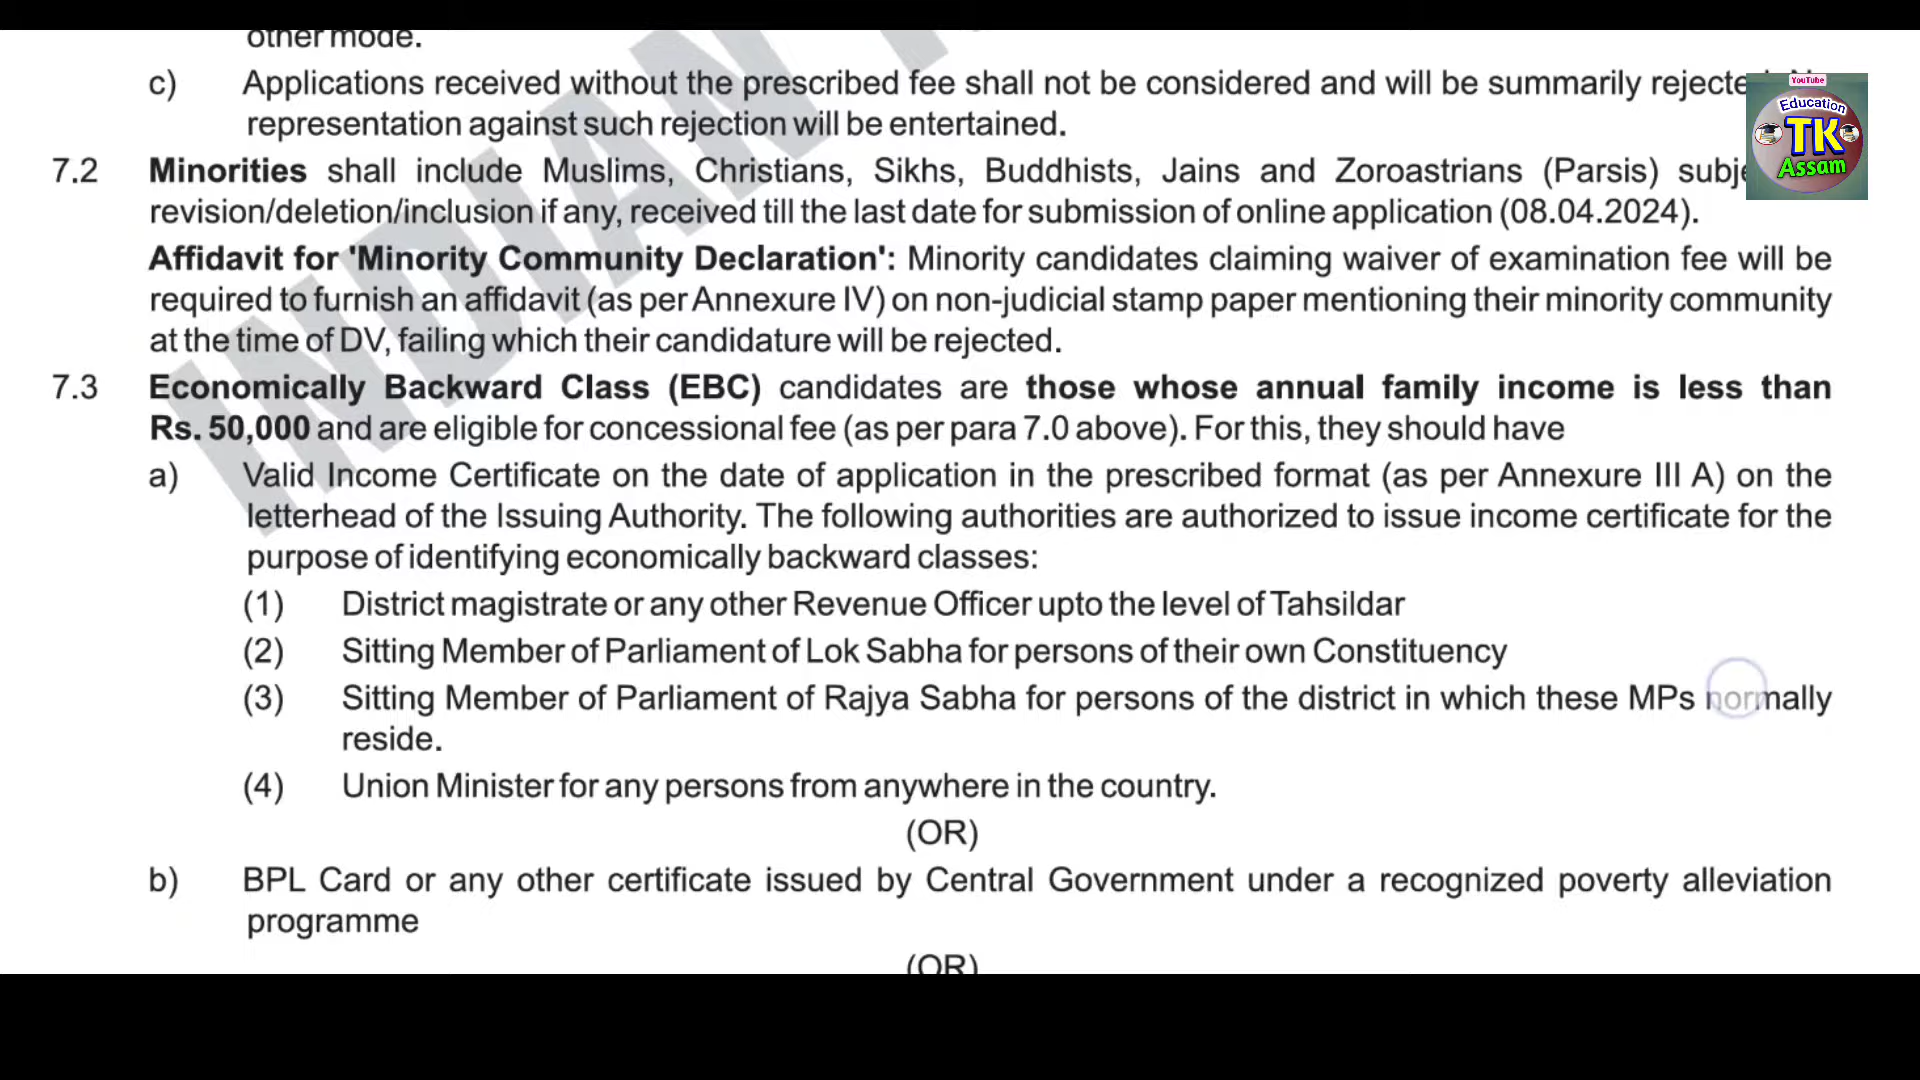 other mode.
c) Applications received without the prescribed fee shall not be considered and will be summarily
representation against such rejection will be entertained.
7.2 Minorities shall include Muslims, Christians, Sikhs, Buddhists, Jains and Zoroastrians (Parsis)
revision/deletion/inclusion if any, received till the last date for submission of online application (08.04.2024).
Affidavit for 'Minority Community Declaration': Minority candidates claiming waiver of examination fee will be
required to furnish an affidavit (as per Annexure IV) on non-judicial stamp paper mentioning their minority community
at the time of DV, failing which their candidature will be rejected.
7.3 Economically Backward Class (EBC) candidates are those whose annual family income is less than
Rs. 50,000 and are eligible for concessional fee (as per para 7.0 above). For this, they should have
a) Valid Income Certificate on the date of application in the prescribed format (as per Annexure III A) on the
letterhead of the Issuing Authority. The following authorities are authorized to issue income certificate for the
purpose of identifying economically backward classes:
(1) District magistrate or any other Revenue Officer upto the level of Tahsildar
(2) Sitting Member of Parliament of Lok Sabha for persons of their own Constituency
(3) Sitting Member of Parliament of Rajya Sabha for persons of the district in which these MPs normally
reside.
(4) Union Minister for any persons from anywhere in the country.
(OR)
b) BPL Card or any other certificate issued by Central Government under a recognized poverty alleviation
programme
(OR)
INDIAN
YouTube
Education
TK
Assam